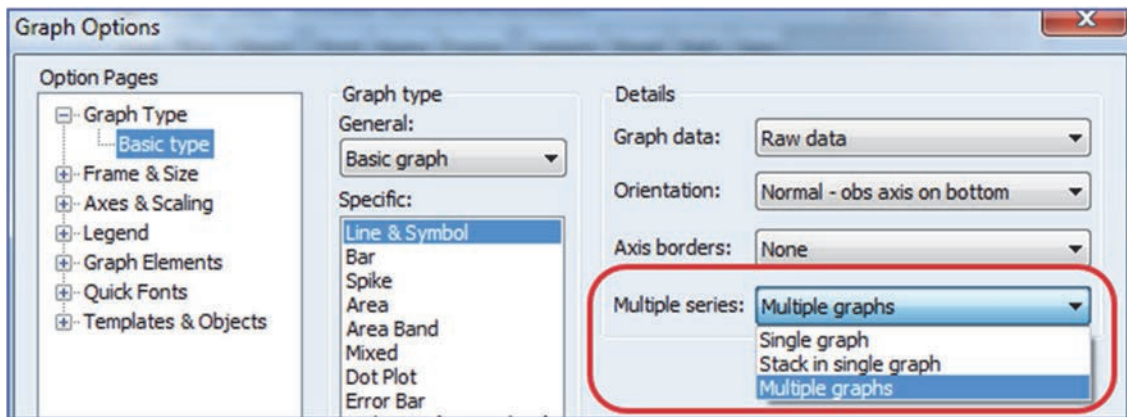 Graph Options
X
Option Pages
Graph Type
Basic type
Frame & Size
Axes & Scaling
Legend
Graph Elements
Quick Fonts
Templates & Objects
Graph type
General:
Basic graph
Specific:
Line & Symbol
Bar
Spike
Area
Area Band
Mixed
Dot Plot
Error Bar
Details
Graph data: Raw data
Orientation: Normal - obs axis on bottom
Axis borders: None
Multiple series: Multiple graphs
Single graph
Stack in single graph
Multiple graphs